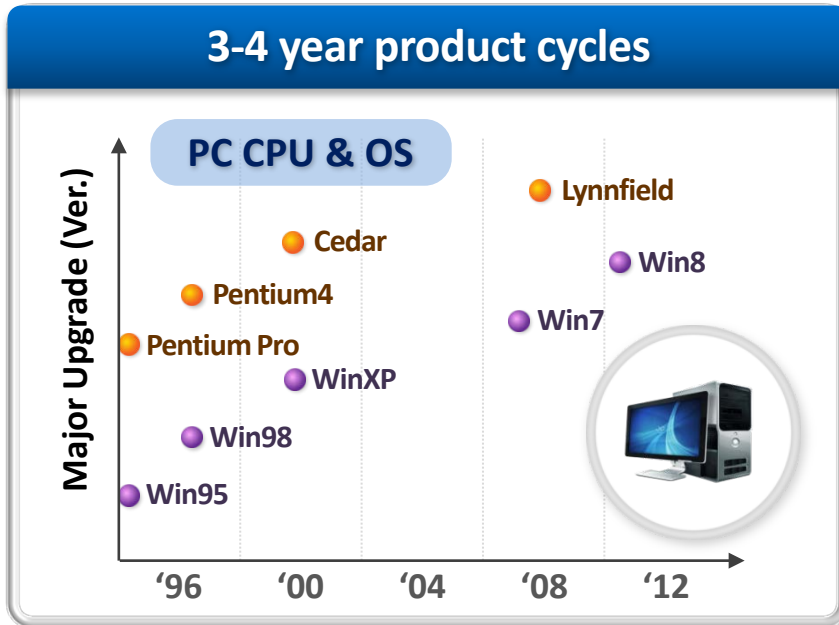 3-4 year product cycles
PC CPU & OS
Major Upgrade (Ver.)
Lynnfield
Cedar
Win8
Pentium4
Win7
Pentium Pro
WinXP
Win98
Win95
‘96 ‘00 ‘04 ‘08 ‘12